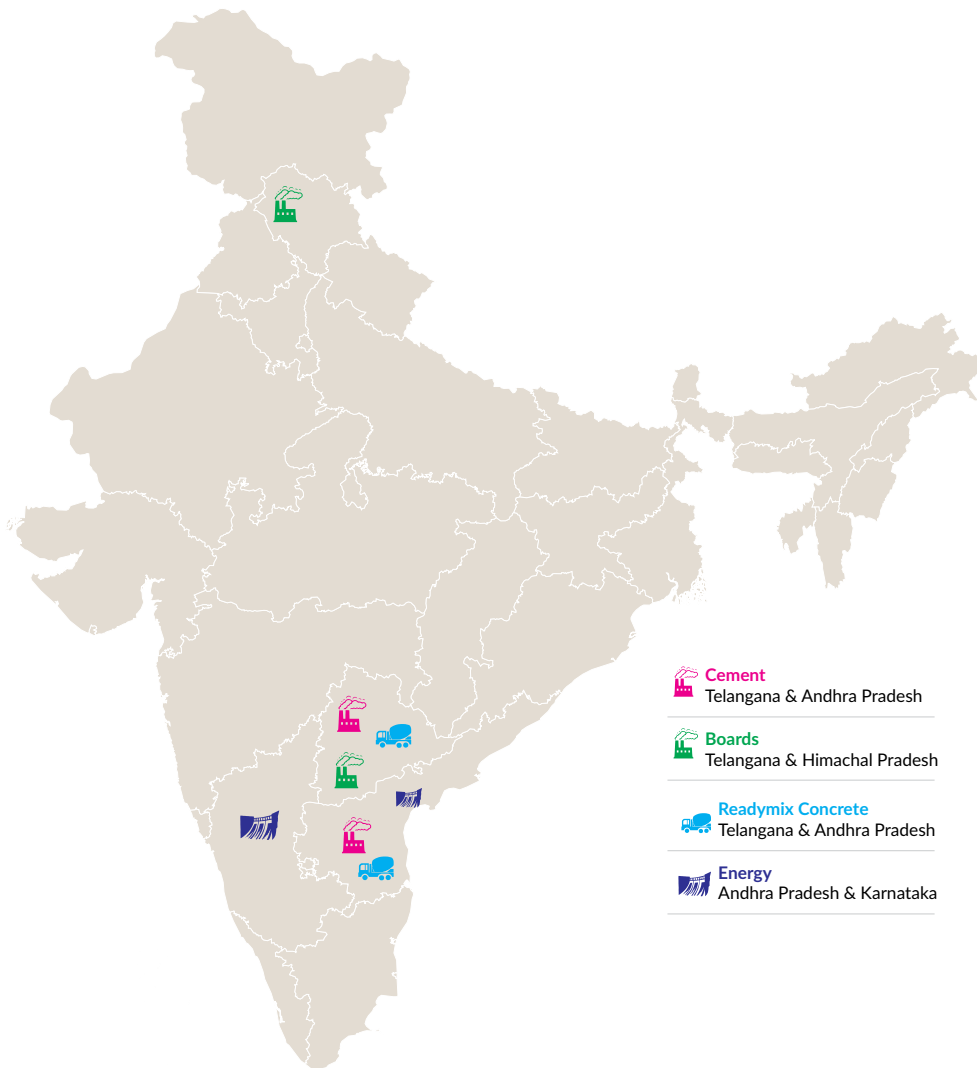 Cement
Telangana & Andhra Pradesh
Boards
Telangana & Himachal Pradesh
Readymix Concrete
Telangana & Andhra Pradesh
Energy
Andhra Pradesh & Karnataka